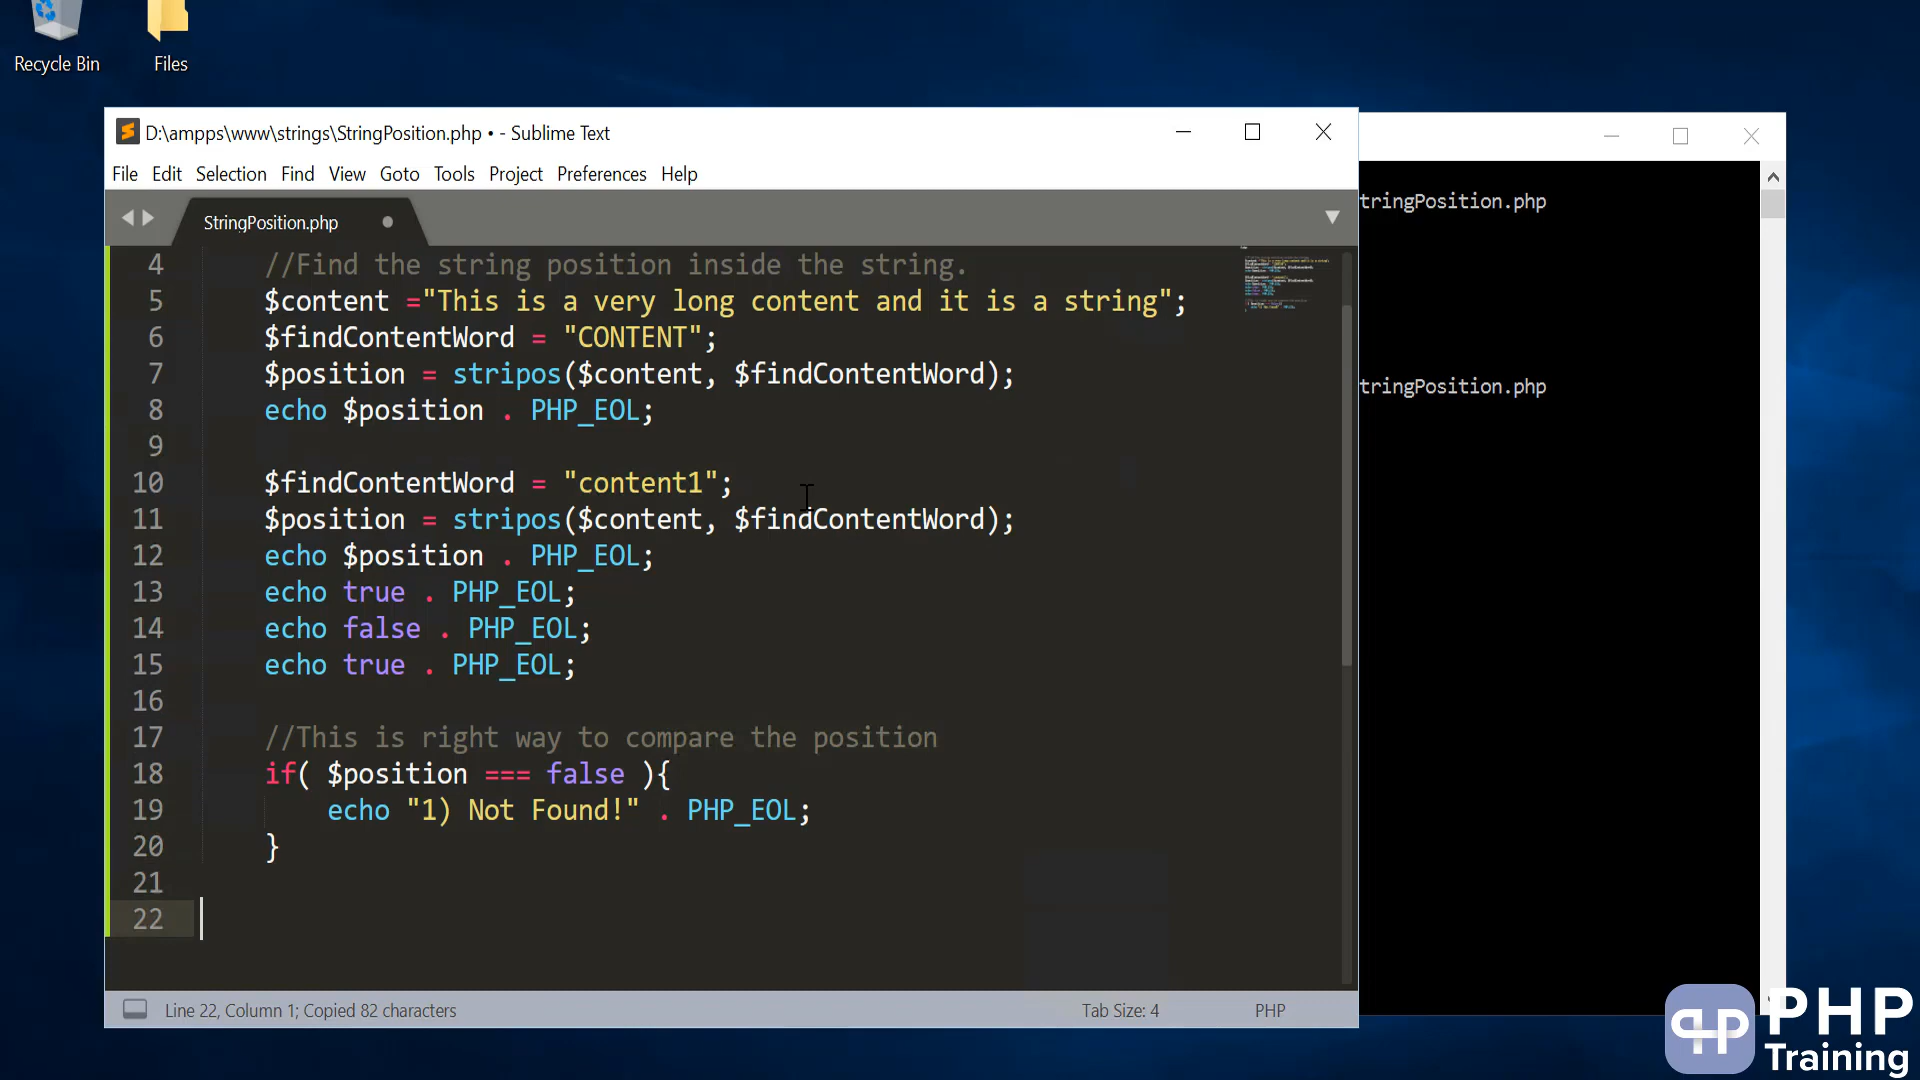 Recycle Bin
Files
D:\ampps\www\strings\StringPosition.php • - Sublime Text
File Edit Selection Find View Goto Tools Project Preferences Help
StringPosition.php
4 //Find the string position inside the string.
5 $content ="This is a very long content and it is a string";
6 $findContentWord = "CONTENT";
7 $position = stripos($content, $findContentWord);
8 echo $position . PHP_EOL;
9
10 $findContentWord = "content1";
11 $position = stripos($content, $findContentWord);
12 echo $position . PHP_EOL;
13 echo true . PHP_EOL;
14 echo false . PHP_EOL;
15 echo true . PHP_EOL;
16
17 //This is right way to compare the position
18 if( $position === false ){
19 echo "1) Not Found!" . PHP_EOL;
20 }
21
22
Line 22, Column 1; Copied 82 characters
Tab Size: 4
PHP
tringPosition.php
tringPosition.php
php
PHP
Training